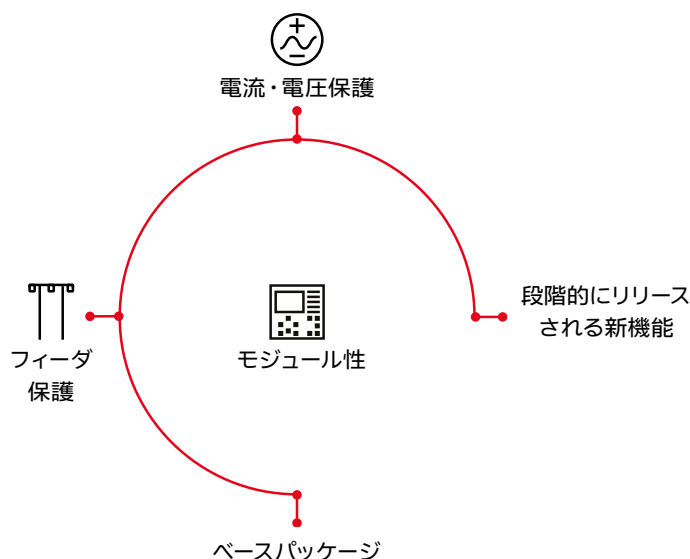 電流・電圧保護
段階的にリリース
される新機能
フィーダ
保護
モジュール性
ベースパッケージ